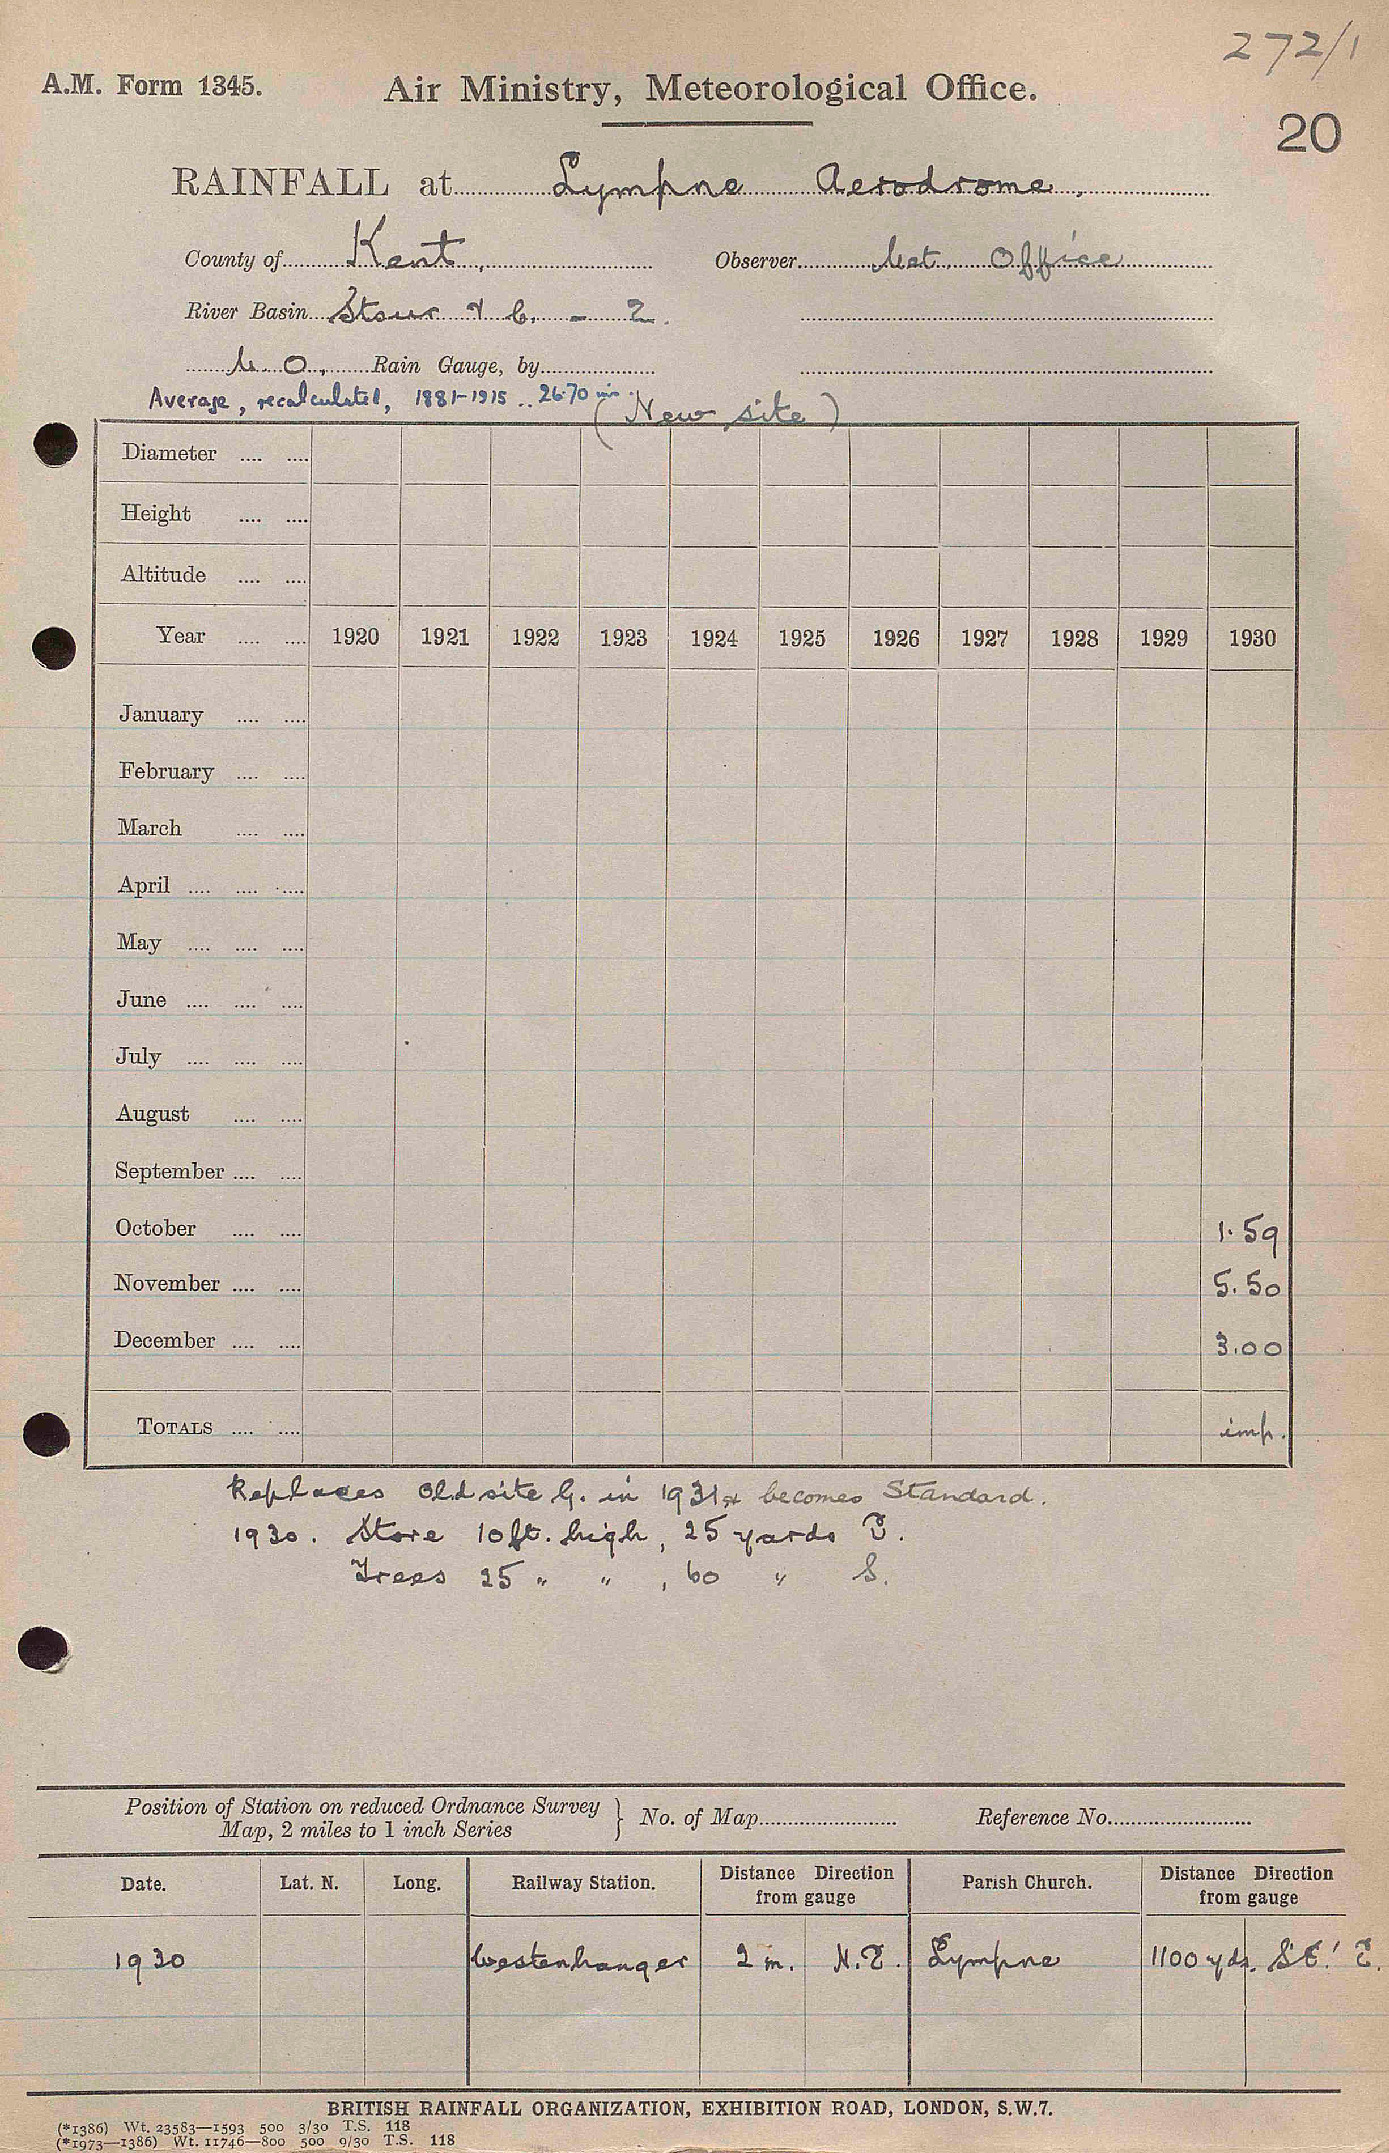 272/1
A.M. Form 1345. Air Ministry, Meteorological Office.
20
RAINFALL at Lympne Aerodrome,
County of Kent, Observer Met Office
River Basin Stour & C. - 2.
M.O., Rain Gauge, by
Average, recalculated, 1881-1915 .. 26.70 ins. (New site)
Diameter .... ....
Height .... ....
Altitude .... ....
Year .... .... 1920 1921 1922 1923 1924 1925 1926 1927 1928 1929 1930
January .... ....
February .... ....
March .... ....
April .... .... ....
May .... .... ....
June .... .... ....
July .... .... ....
August .... ....
September .... ....
October .... .... 1.59
November .... .... 5.50
December .... .... 3.00
TOTALS .... .... imp.
Replaces old site G. in 1931 & becomes Standard.
1930. Store 10 ft. high, 25 yards E.
Trees 25 " " , 60 " S.
Position of Station on reduced Ordnance Survey
Map, 2 miles to 1 inch Series } No. of Map Reference No.
Date. Lat. N. Long. Railway Station. Distance Direction from gauge Parish Church. Distance Direction from gauge
1930 Westenhanger 2 m. N.E. Lympne 1100 yds. SE'E.
BRITISH RAINFALL ORGANIZATION, EXHIBITION ROAD, LONDON, S.W.7.
(*1386) Wt. 23583—1593 500 3/30 T.S. 118
(*1973—1386) Wt. 11746—800 500 9/30 T.S. 118